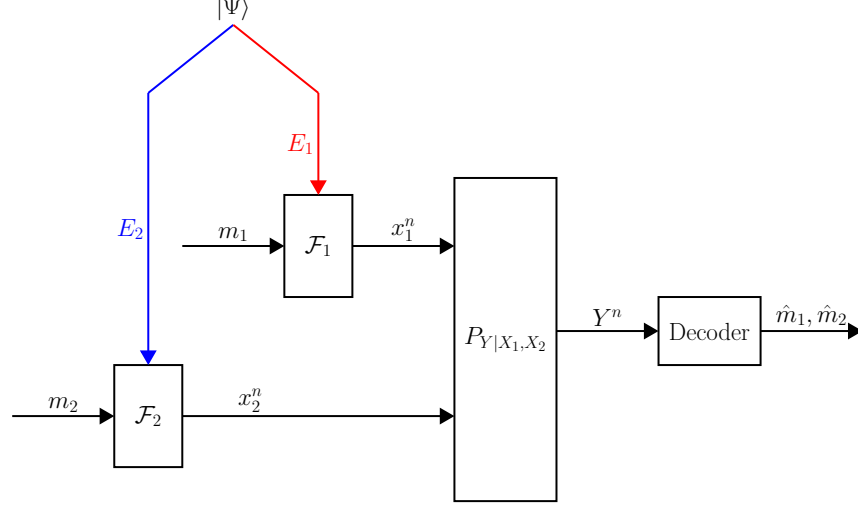 |Ψ⟩
E₁
E₂
m₁
𝓕₁
x₁ⁿ
P_{Y|X₁,X₂}
Yⁿ
Decoder
m̂₁, m̂₂
m₂
𝓕₂
x₂ⁿ